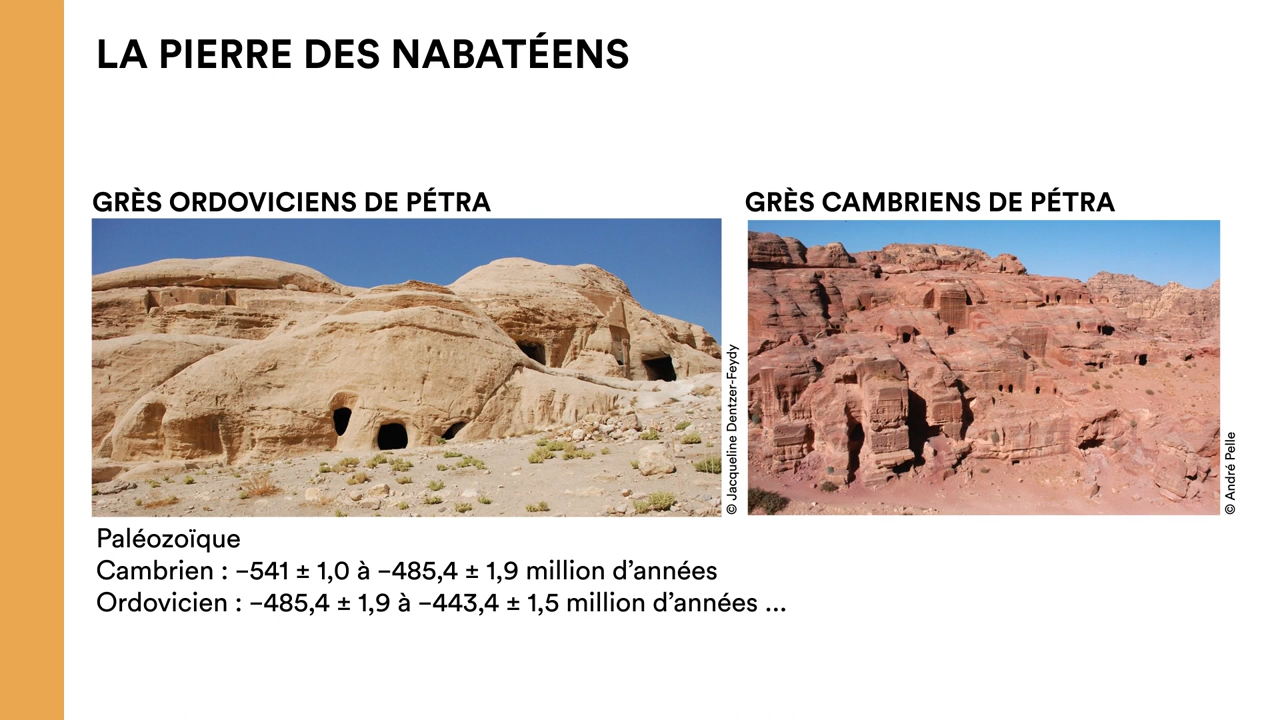 LA PIERRE DES NABATÉENS
GRÈS ORDOVICIENS DE PÉTRA
© Jacqueline Dentzer-Feydy
GRÈS CAMBRIENS DE PÉTRA
© André Pelle
Paléozoïque
Cambrien : −541 ± 1,0 à −485,4 ± 1,9 million d’années
Ordovicien : −485,4 ± 1,9 à −443,4 ± 1,5 million d’années ...